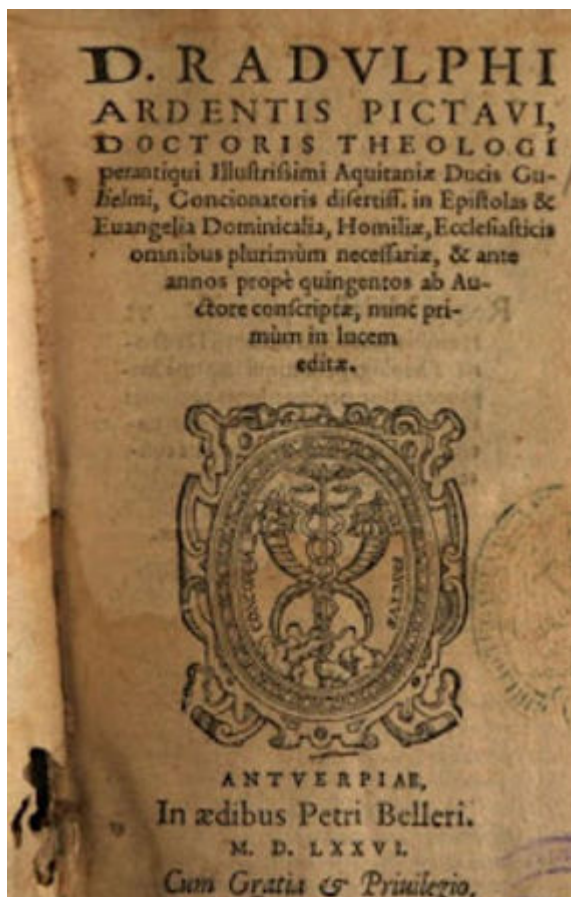 D. RADVLPHI
ARDENTIS PICTAVI,
DOCTORIS THEOLOGI
perantiqui Illustrißimi Aquitaniæ Ducis Gu-
lielmi, Concionatoris disertiss. in Epistolas &
Euangelia Dominicalia, Homiliæ, Ecclesiasticis
omnibus plurimùm necessariæ, & ante
annos propè quingentos ab Au-
ctore conscriptæ, nunc pri-
mùm in lucem
editæ.
CONCORDIÆ FRVCTVS
ANTVERPIAE,
In ædibus Petri Belleri.
M. D. LXXVI.
Cum Gratia & Priuilegio.